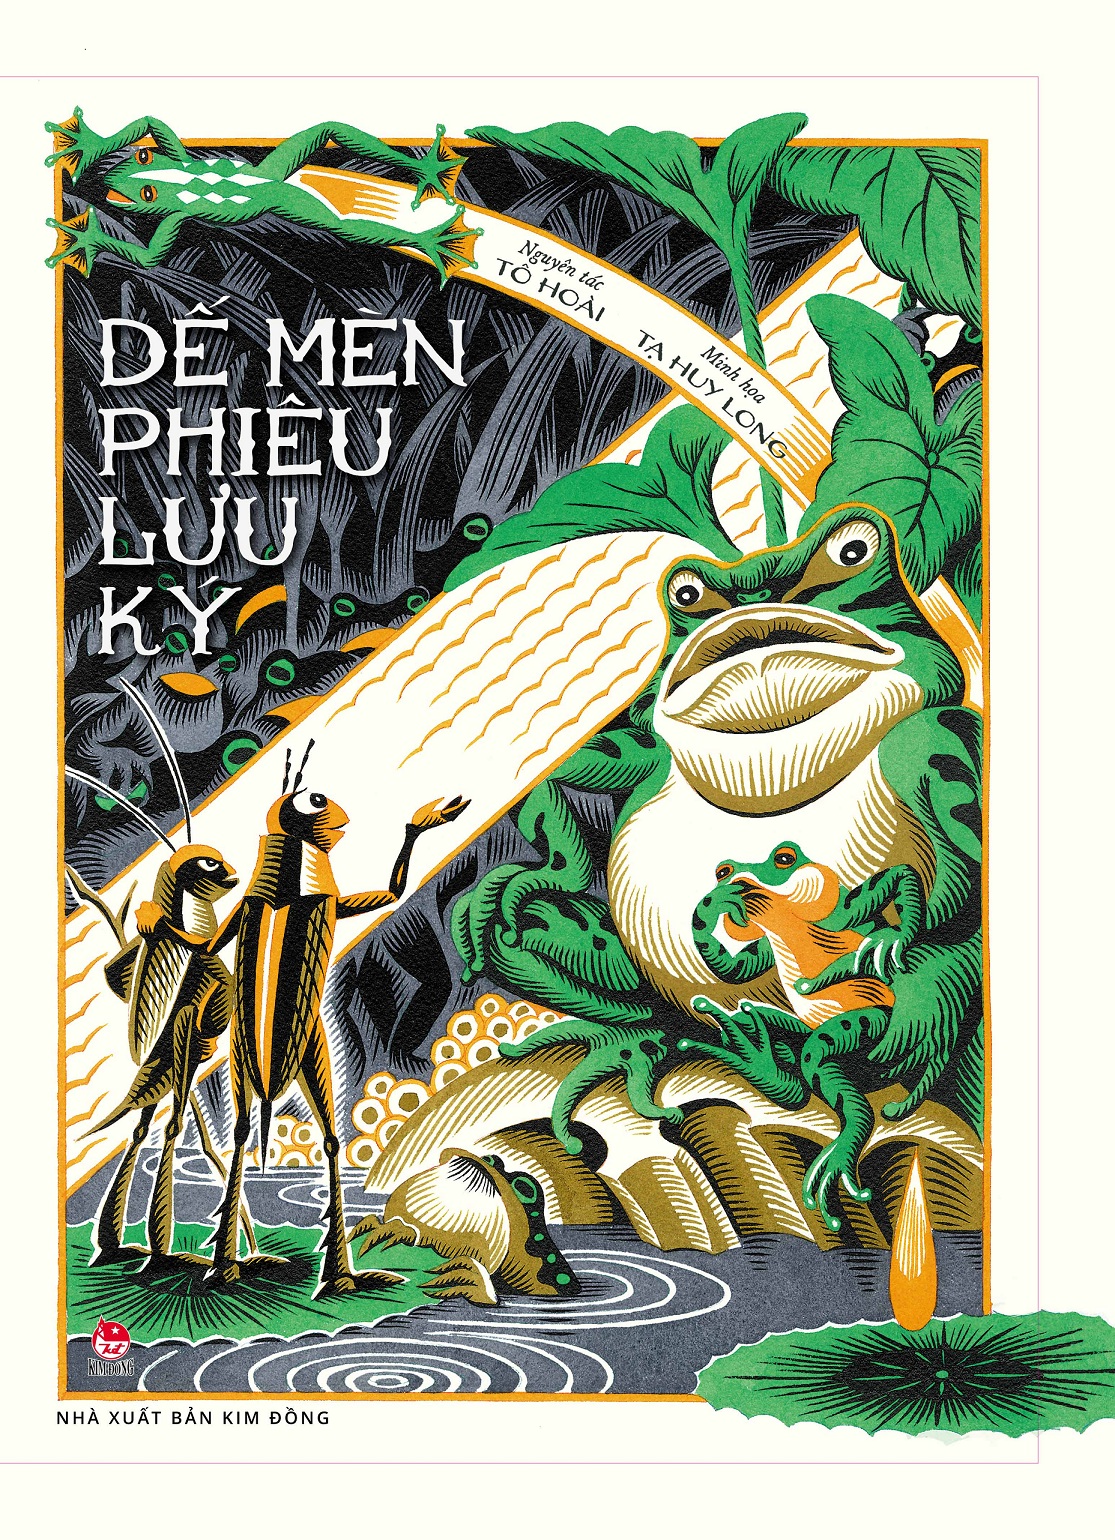 Nguyên tác
TÔ HOÀI
Minh họa
TẠ HUY LONG
DẾ MÈN
PHIÊU
LƯU
KÝ
KIM ĐỒNG
NHÀ XUẤT BẢN KIM ĐỒNG